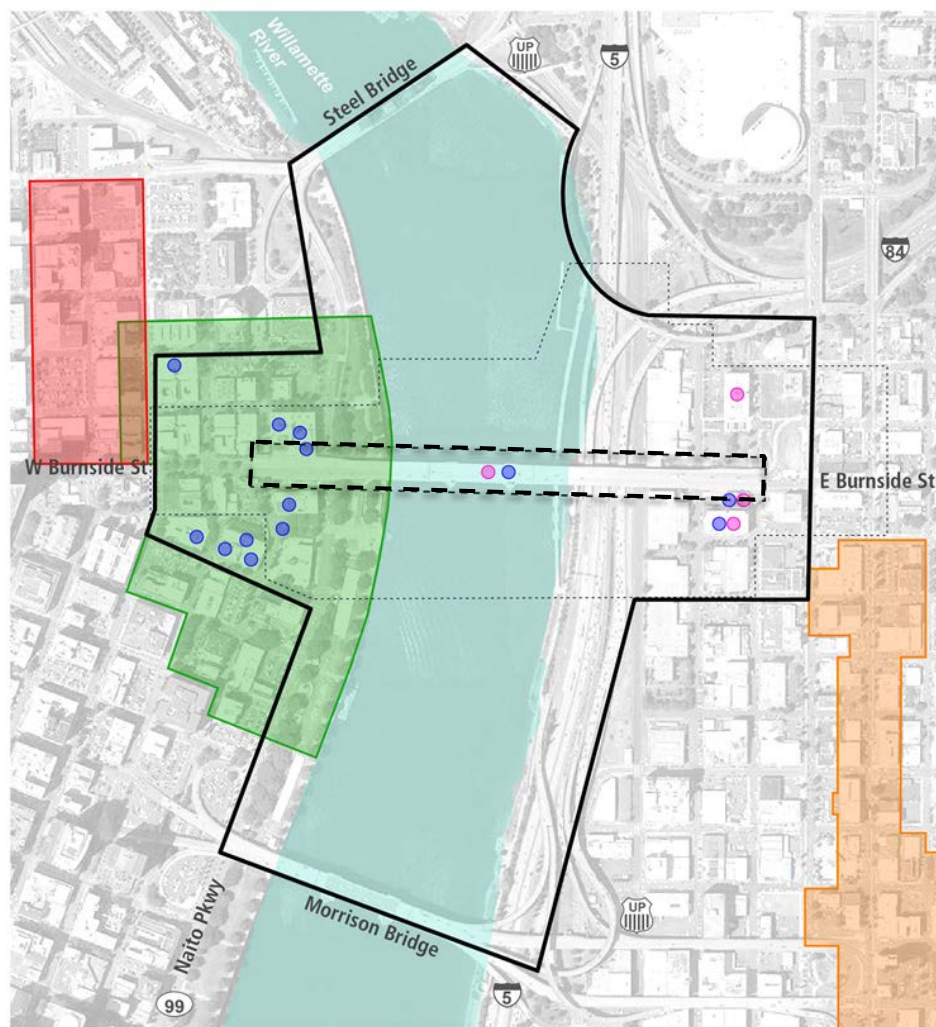 Willamette
River
UP
5
Steel Bridge
84
W Burnside St
E Burnside St
Naito Pkwy
Morrison Bridge
UP
99
5